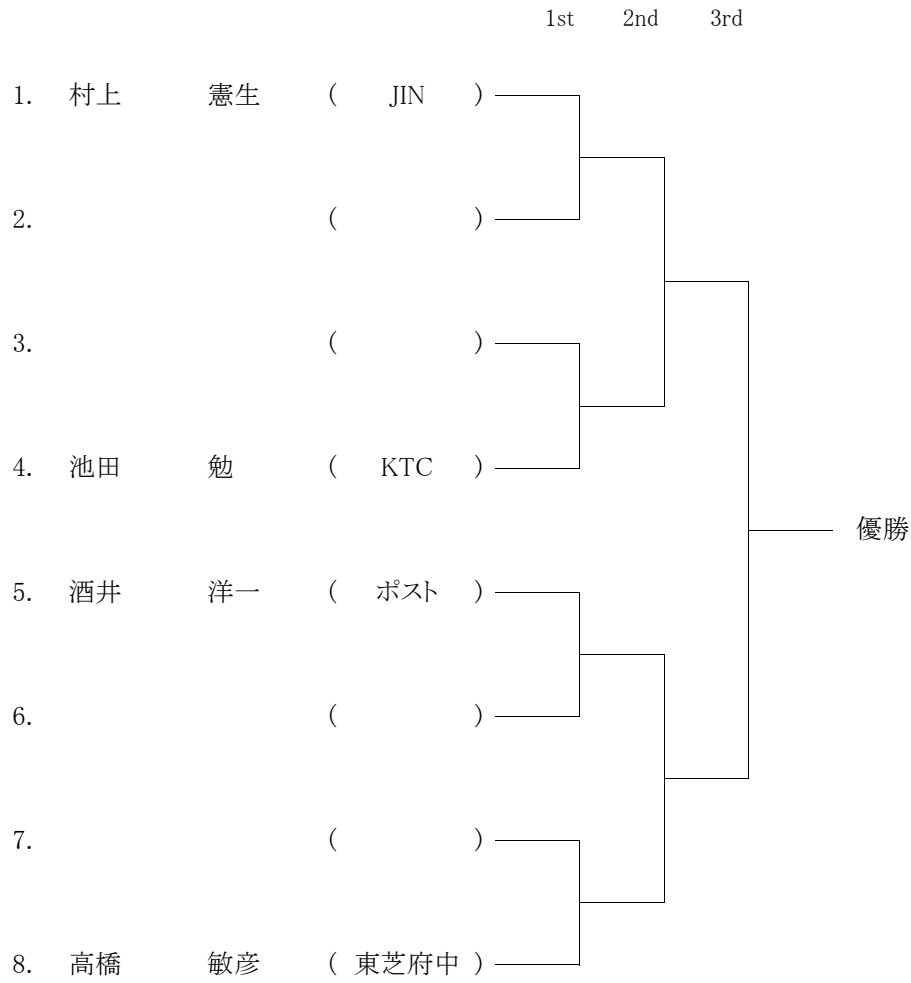 1st 2nd 3rd
1. 村上 憲生 ( JIN )
2. ( )
3. ( )
4. 池田 勉 ( KTC )
優勝
5. 酒井 洋一 ( ポスト )
6. ( )
7. ( )
8. 高橋 敏彦 ( 東芝府中 )